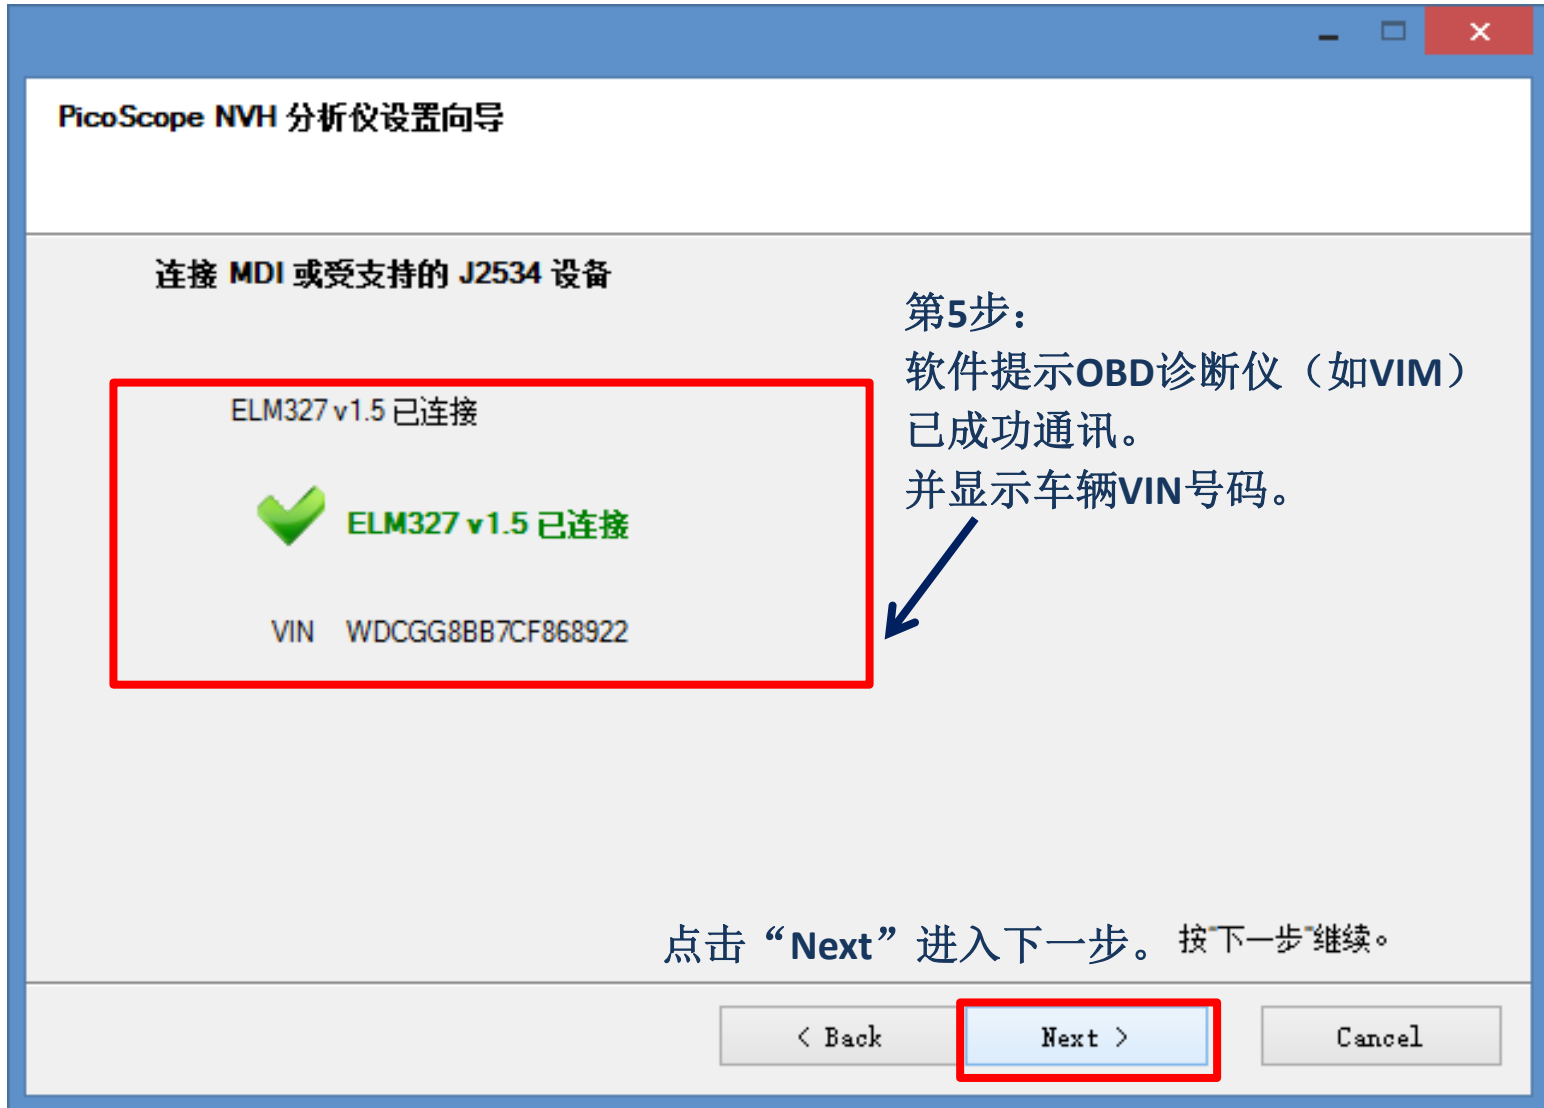 PicoScope NVH 分析仪设置向导
连接 MDI 或受支持的 J2534 设备
第5步：
软件提示OBD诊断仪（如VIM）
已成功通讯。
并显示车辆VIN号码。
ELM327 v1.5 已连接
ELM327 v1.5 已连接
VIN WDCGG8BB7CF868922
点击“Next”进入下一步。
按"下一步"继续。
< Back
Next >
Cancel